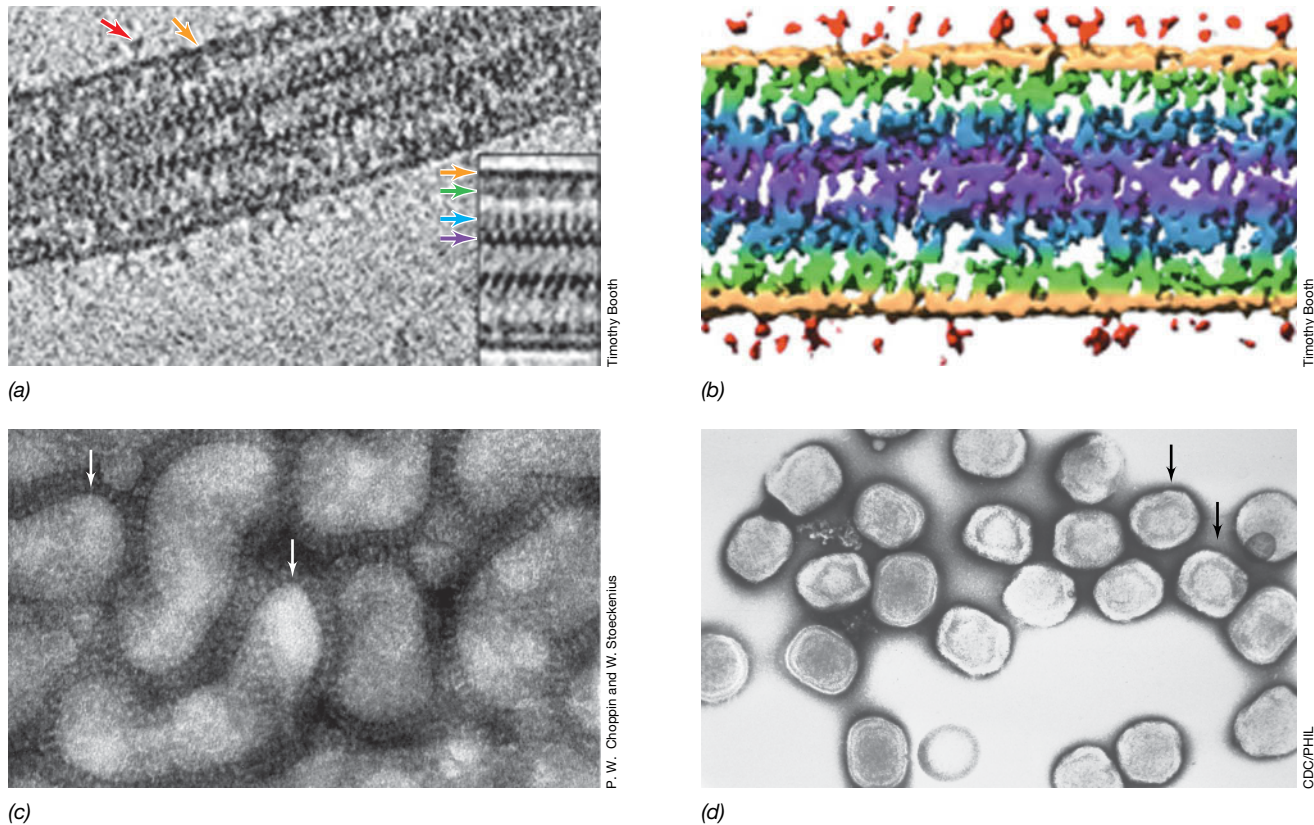 Timothy Booth
(a)
Timothy Booth
(b)
P. W. Choppin and W. Stoeckenius
(c)
CDC/PHIL
(d)